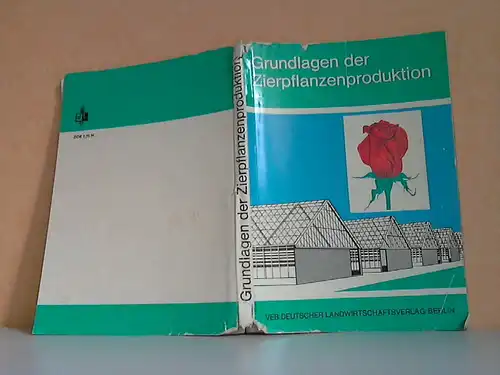 Grundlagen der
Zierpflanzenproduktion
VEB DEUTSCHER LANDWIRTSCHAFTSVERLAG BERLIN
Grundlagen der Zierpflanzenproduktion